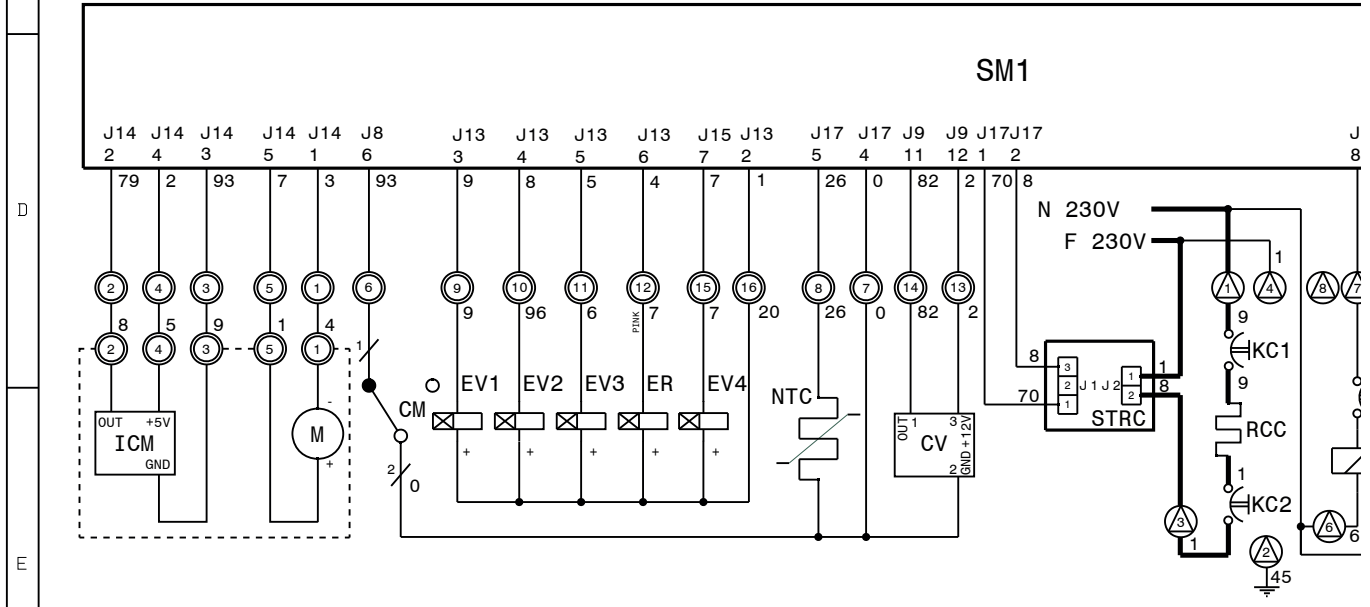 SM1
J14 J14 J14 J14 J14 J8 J13 J13 J13 J13 J15 J13 J17 J17 J9 J9 J17 J17 J
2 4 3 5 1 6 3 4 5 6 7 2 5 4 11 12 1 2 8
79 2 93 7 3 93 9 8 5 4 7 1 26 0 82 2 70 8
D
N 230V
F 230V
1
2 4 3 5 1 6 9 10 11 12 15 16 8 7 14 13 1 4 8 7
8 5 9 1 4 9 96 6 PINK 7 7 20 26 0 82 2 9
2 4 3 5 1
1
KC1
8 3 1 1
2 J1 J2 8
70 1 2
STRC
9
CM EV1 EV2 EV3 ER EV4
NTC
OUT +5V
ICM
GND
-
M
+
+ + + + +
OUT 1 3 +12V
CV
2 GND
RCC
2
0
1
KC2
3
1
6 6
2
45
E